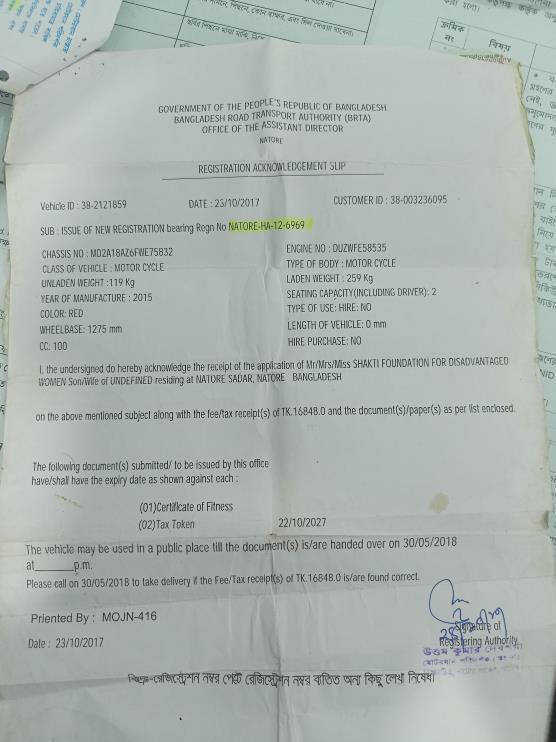 GOVERNMENT OF THE PEOPLE'S REPUBLIC OF BANGLADESH
BANGLADESH ROAD TRANSPORT AUTHORITY (BRTA)
OFFICE OF THE ASSISTANT DIRECTOR
NATORE
REGISTRATION ACKNOWLEDGEMENT SLIP
Vehicle ID : 38-2121859 DATE : 23/10/2017 CUSTOMER ID : 38-003236095
SUB : ISSUE OF NEW REGISTRATION bearing Regn No NATORE-HA-12-6969
CHASSIS NO : MD2A18AZ6FWE75832 ENGINE NO : DUZWFE58535
CLASS OF VEHICLE : MOTOR CYCLE TYPE OF BODY : MOTOR CYCLE
UNLADEN WEIGHT :119 Kg LADEN WEIGHT : 259 Kg
YEAR OF MANUFACTURE : 2015 SEATING CAPACITY(INCLUDING DRIVER): 2
COLOR: RED TYPE OF USE: HIRE: NO
WHEELBASE: 1275 mm LENGTH OF VEHICLE: 0 mm
CC: 100 HIRE PURCHASE: NO
I, the undersigned do hereby acknowledge the receipt of the application of Mr/Mrs/Miss SHAKTI FOUNDATION FOR DISADVANTAGED
WOMEN Son/Wife of UNDEFINED residing at NATORE SADAR, NATORE BANGLADESH
on the above mentioned subject along with the fee/tax receipt(s) of TK.16848.0 and the document(s)/paper(s) as per list enclosed.
The following document(s) submitted/ to be issued by this office
have/shall have the expiry date as shown against each :
(01)Certificate of Fitness
(02)Tax Token 22/10/2027
The vehicle may be used in a public place till the document(s) is/are handed over on 30/05/2018
at______p.m.
Please call on 30/05/2018 to take delivery if the Fee/Tax receipt(s) of TK.16848.0 is/are found correct.
Priented By : MOJN-416
Signature of
Registering Authority
Date : 23/10/2017
উত্তম কুমার
রেজিস্ট্রেশন নম্বর প্লেটে রেজিস্ট্রেশন নম্বর ব্যতিত অন্য কিছু লেখা নিষেধ।
ক্রমিক
নং
বিষয়